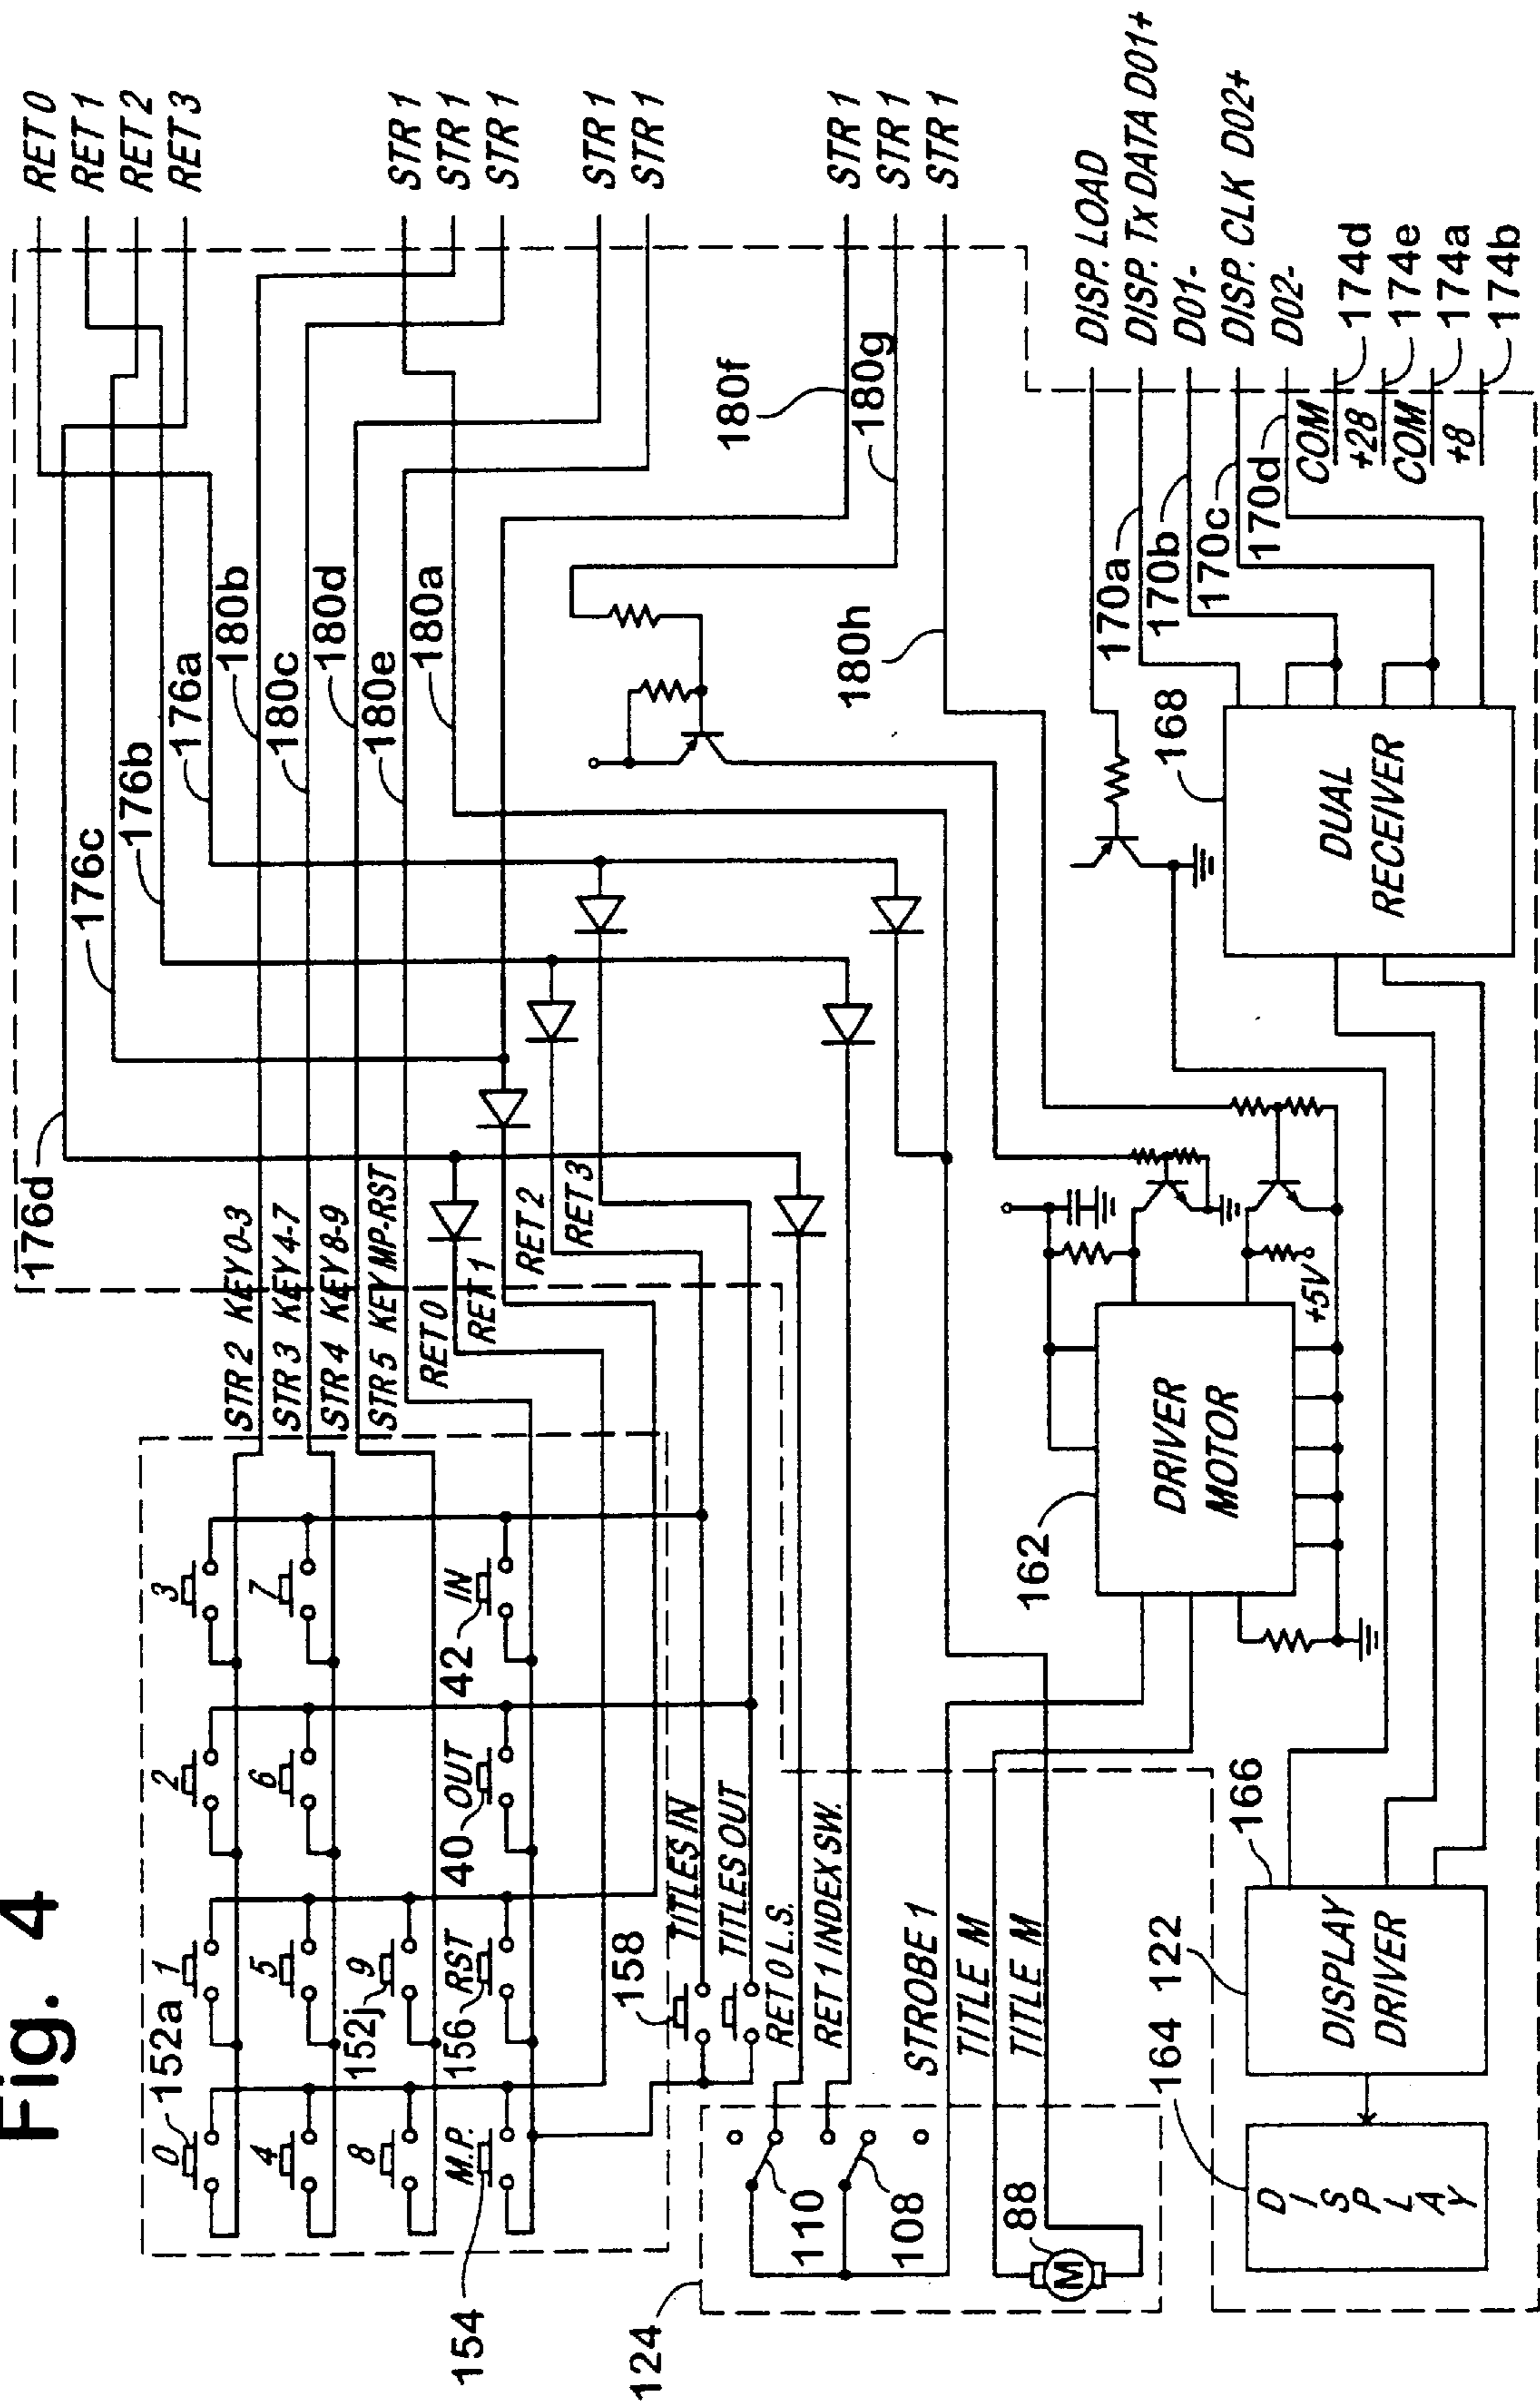 Fig. 4
RET 0
RET 1
RET 2
RET 3
STR 1
STR 1
STR 1
STR 1
STR 1
STR 1
STR 1
STR 1
DISP. LOAD
DISP. Tx DATA D01+
D01-
DISP. CLK D02+
D02-
174d
174e
174a
174b
COM
+28
COM
+8
176d
176c
176b
176a
180b
180c
180d
180e
180a
180f
180g
180h
170a
170b
170c
170d
STR 2 KEY 0-3
STR 3 KEY 4-7
STR 4 KEY 8-9
STR 5 KEY MP-RST
RET 0
RET 1
RET 2
RET 3
152a
0
1
2
3
4
5
6
7
8
152j
9
M.P.
156
RST
40
OUT
42
IN
154
158
TITLES IN
TITLES OUT
RET 0 L.S.
RET 1 INDEX SW.
STROBE 1
TITLE M
TITLE M
124
110
108
88
M
162
DRIVER
MOTOR
+5V
168
DUAL
RECEIVER
164
DISPLAY
122
166
DISPLAY
DRIVER